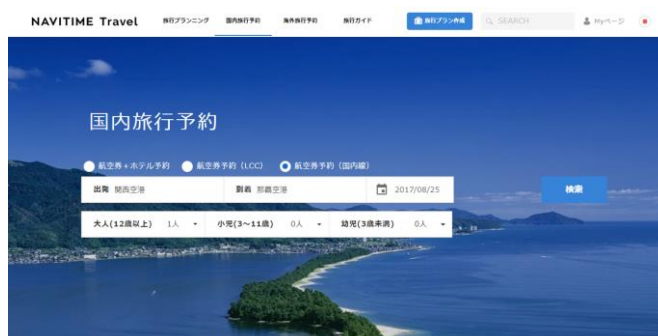 NAVITIME Travel 旅行プランニング 国内旅行予約 海外旅行予約 旅行ガイド 旅行プラン作成 SEARCH Myページ
国内旅行予約
航空券+ホテル予約 航空券予約（LCC） 航空券予約（国内線）
出発 関西空港 到着 那覇空港 2017/08/25 検索
大人(12歳以上) 1人 小児(3～11歳) 0人 幼児(3歳未満) 0人